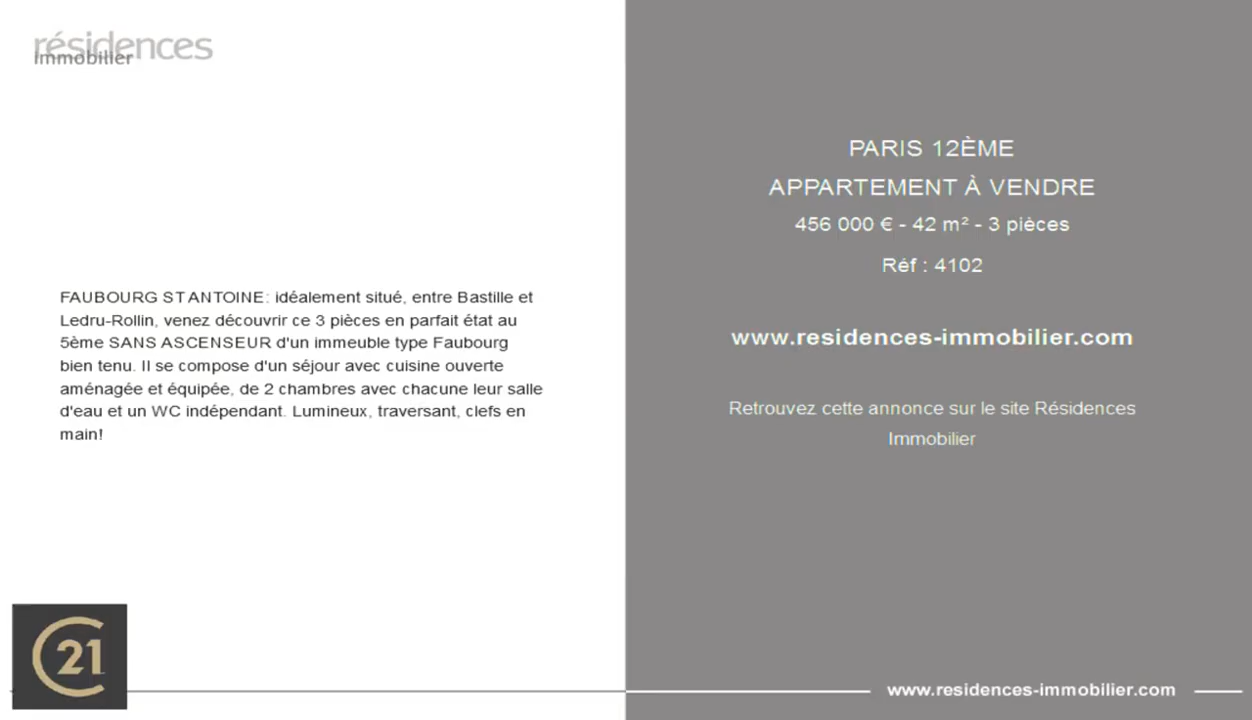 résidences
immobilier
FAUBOURG ST ANTOINE: idéalement situé, entre Bastille et
Ledru-Rollin, venez découvrir ce 3 pièces en parfait état au
5ème SANS ASCENSEUR d'un immeuble type Faubourg
bien tenu. Il se compose d'un séjour avec cuisine ouverte
aménagée et équipée, de 2 chambres avec chacune leur salle
d'eau et un WC indépendant. Lumineux, traversant, clefs en
main!
C21
PARIS 12ÈME
APPARTEMENT À VENDRE
456 000 € - 42 m² - 3 pièces
Réf : 4102
www.residences-immobilier.com
Retrouvez cette annonce sur le site Résidences
Immobilier
www.residences-immobilier.com